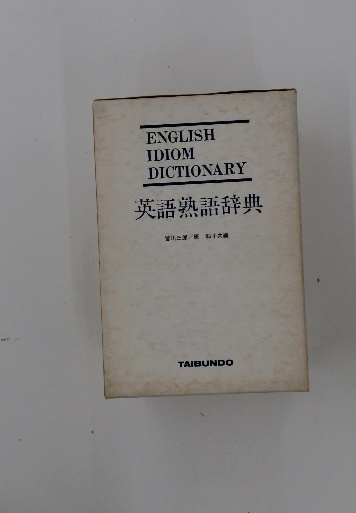 ENGLISH
IDIOM
DICTIONARY
英語熟語辞典
TAIBUNDO